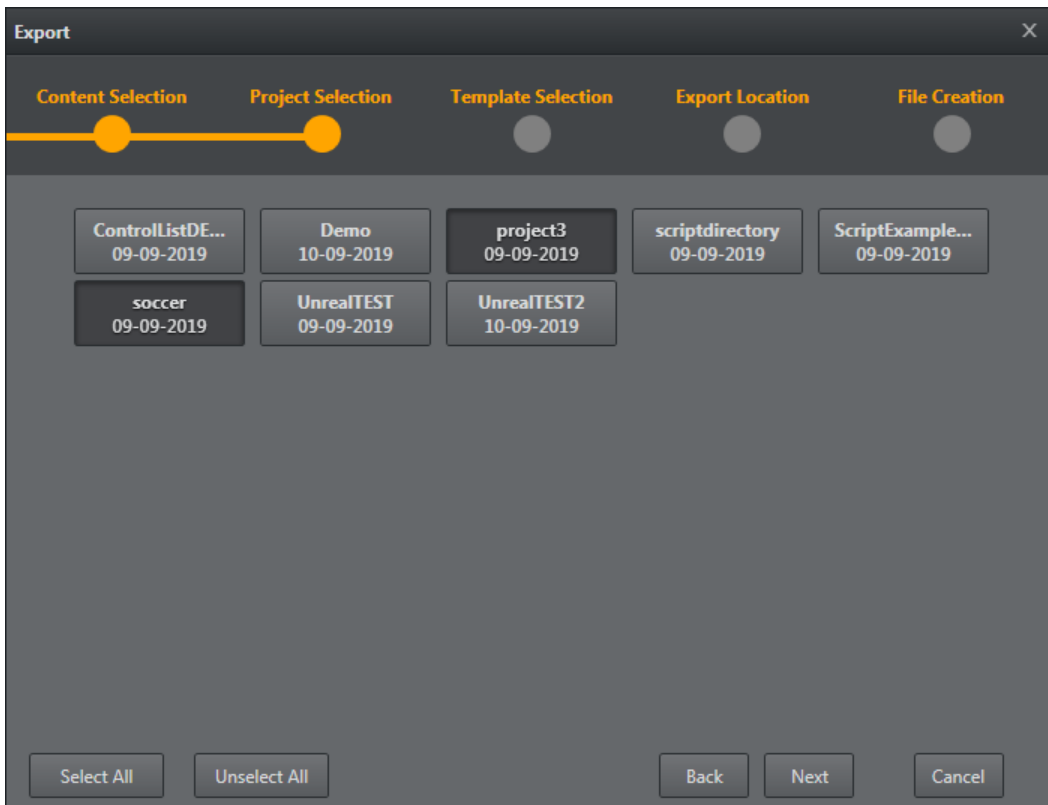 Export X
Content Selection Project Selection Template Selection Export Location File Creation
ControlListDE... Demo project3 scriptdirectory ScriptExample...
09-09-2019 10-09-2019 09-09-2019 09-09-2019 09-09-2019
soccer UnrealTEST UnrealTEST2
09-09-2019 09-09-2019 10-09-2019
Select All Unselect All Back Next Cancel